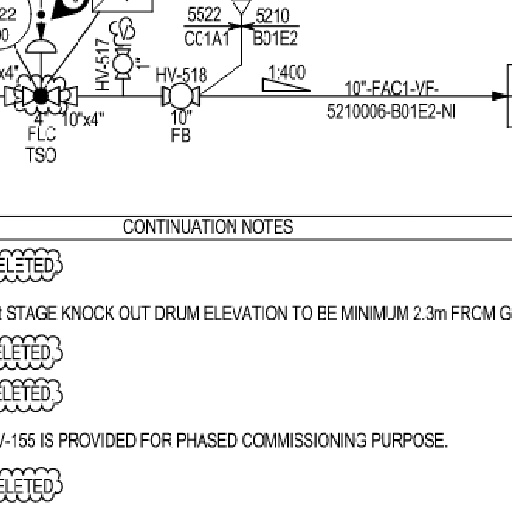 22
5522 5210
CC1A1 B01E2
HV-517
1"
HV-518
1:400
10"-FAC1-VF-
5210006-B01E2-NI
x4"
10"x4"
4"
FLC
TSO
10"
FB
CONTINUATION NOTES
ELETED
STAGE KNOCK OUT DRUM ELEVATION TO BE MINIMUM 2.3m FROM G
ELETED
ELETED
V-155 IS PROVIDED FOR PHASED COMMISSIONING PURPOSE.
ELETED